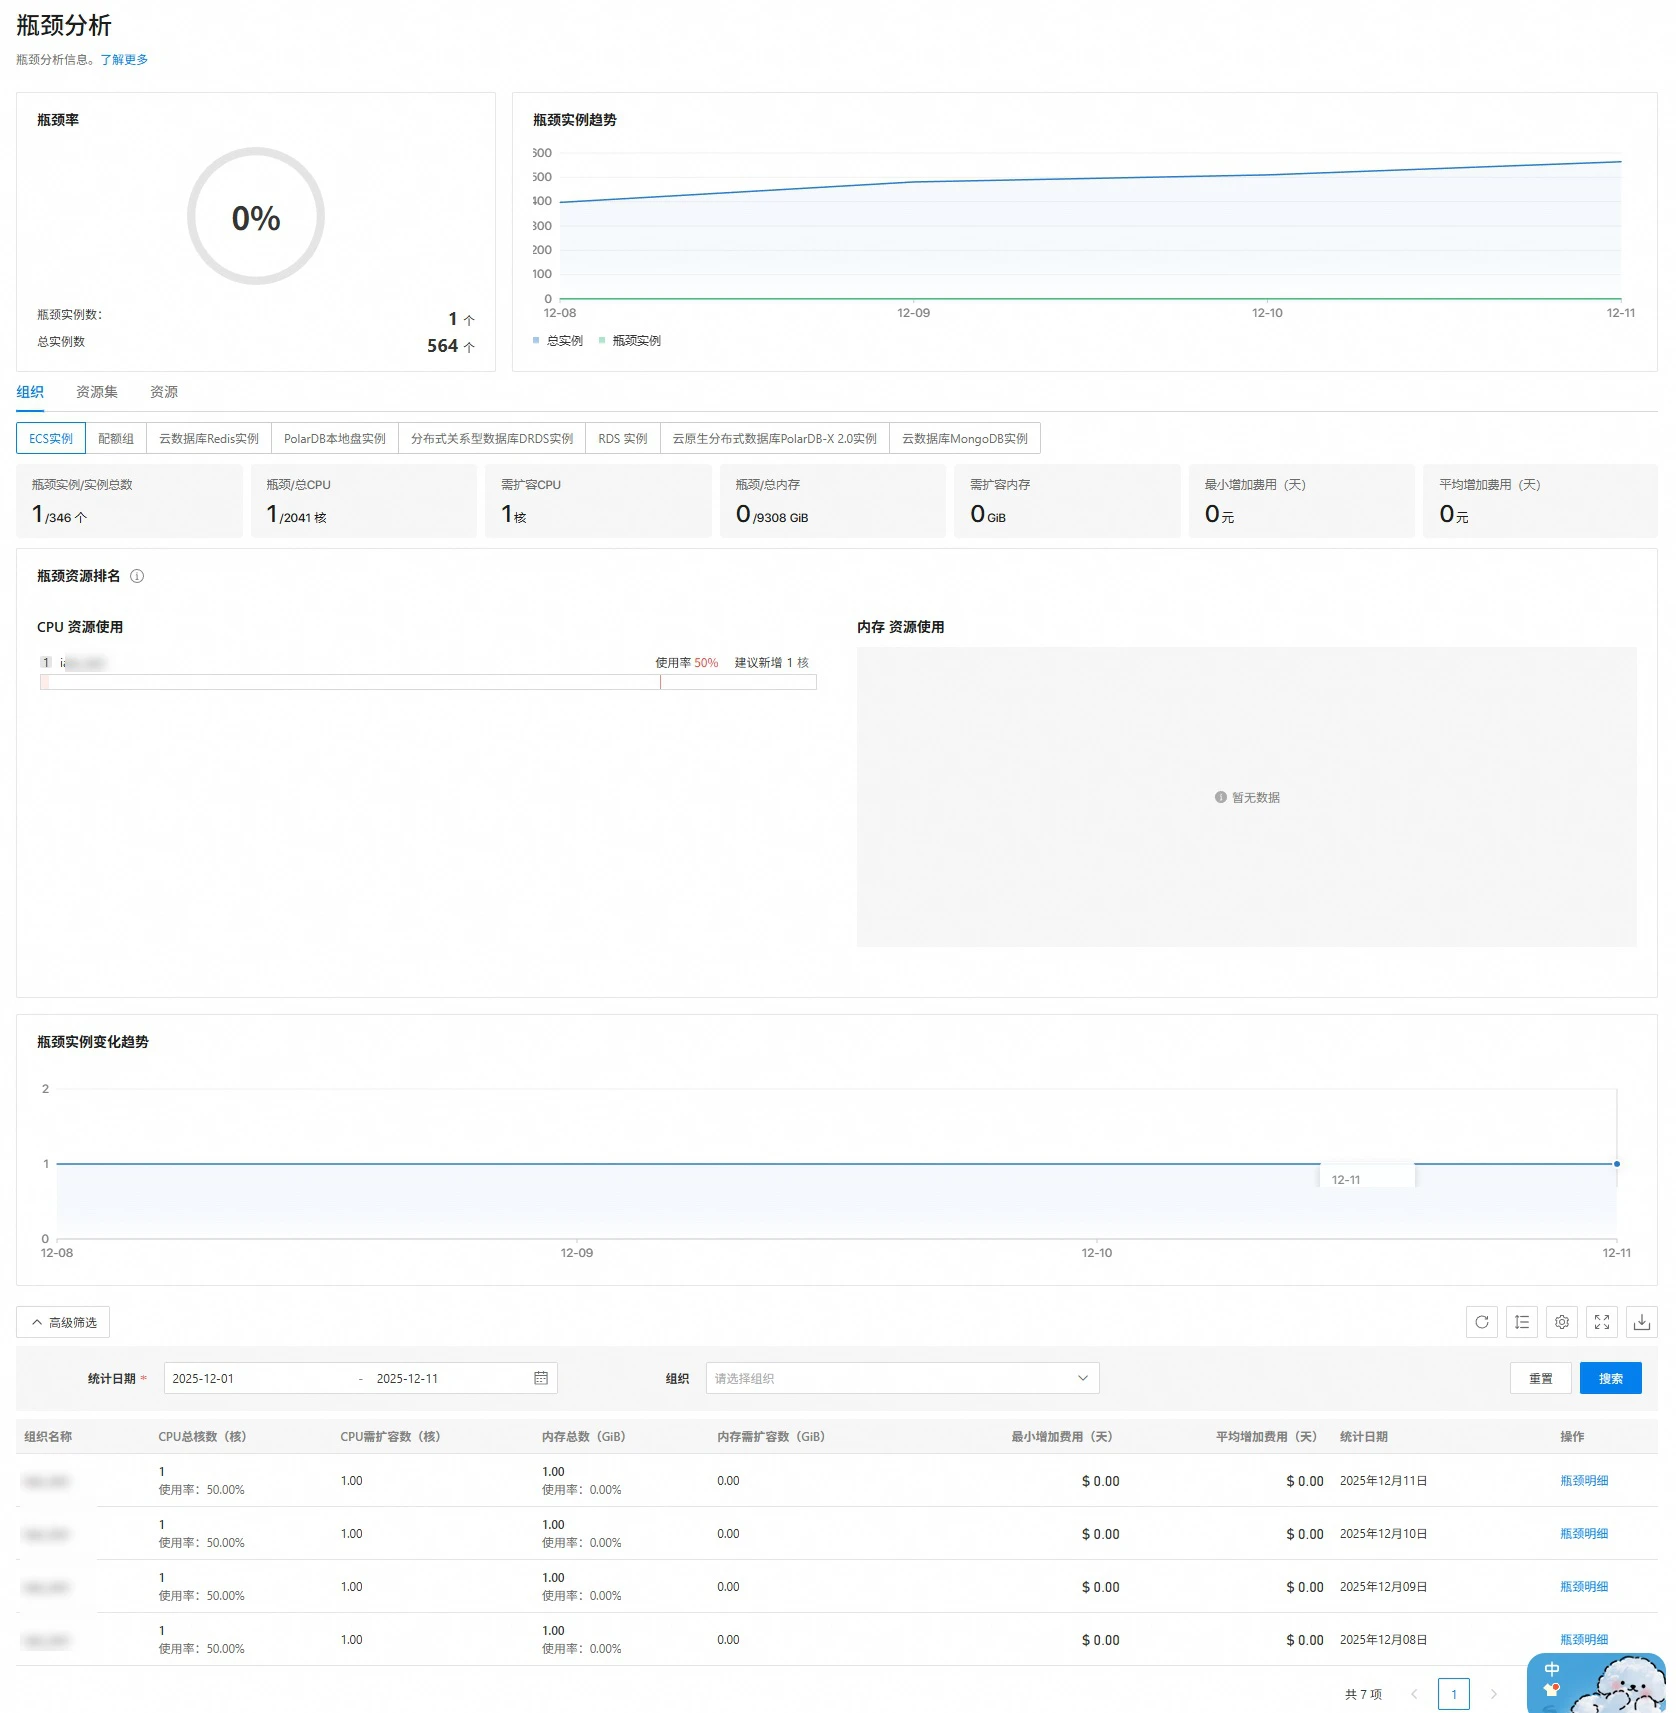 瓶颈分析
瓶颈分析信息。了解更多
瓶颈率
0%
瓶颈实例数：
1 个
总实例数
564 个
瓶颈实例趋势
600
500
400
300
200
100
0
12-08
12-09
12-10
12-11
总实例
瓶颈实例
组织
资源集
资源
ECS实例
配额组
云数据库Redis实例
PolarDB本地盘实例
分布式关系型数据库DRDS实例
RDS 实例
云原生分布式数据库PolarDB-X 2.0实例
云数据库MongoDB实例
瓶颈实例/实例总数
1/346 个
瓶颈/总CPU
1/2041 核
需扩容CPU
1核
瓶颈/总内存
0/9308 GiB
需扩容内存
0GiB
最小增加费用（天）
0元
平均增加费用（天）
0元
瓶颈资源排名
CPU 资源使用
1
使用率 50%
建议新增 1 核
内存 资源使用
暂无数据
瓶颈实例变化趋势
2
1
0
12-11
12-08
12-09
12-10
12-11
高级筛选
统计日期 *
2025-12-01 - 2025-12-11
组织
请选择组织
重置
搜索
组织名称 CPU总核数（核） CPU需扩容数（核） 内存总数（GiB） 内存需扩容数（GiB） 最小增加费用（天） 平均增加费用（天） 统计日期 操作
1 1.00
使用率：50.00% 1.00 使用率：0.00% 0.00 $ 0.00 $ 0.00 2025年12月11日 瓶颈明细
1 1.00
使用率：50.00% 1.00 使用率：0.00% 0.00 $ 0.00 $ 0.00 2025年12月10日 瓶颈明细
1 1.00
使用率：50.00% 1.00 使用率：0.00% 0.00 $ 0.00 $ 0.00 2025年12月09日 瓶颈明细
1 1.00
使用率：50.00% 1.00 使用率：0.00% 0.00 $ 0.00 $ 0.00 2025年12月08日 瓶颈明细
共 7 项
1
中